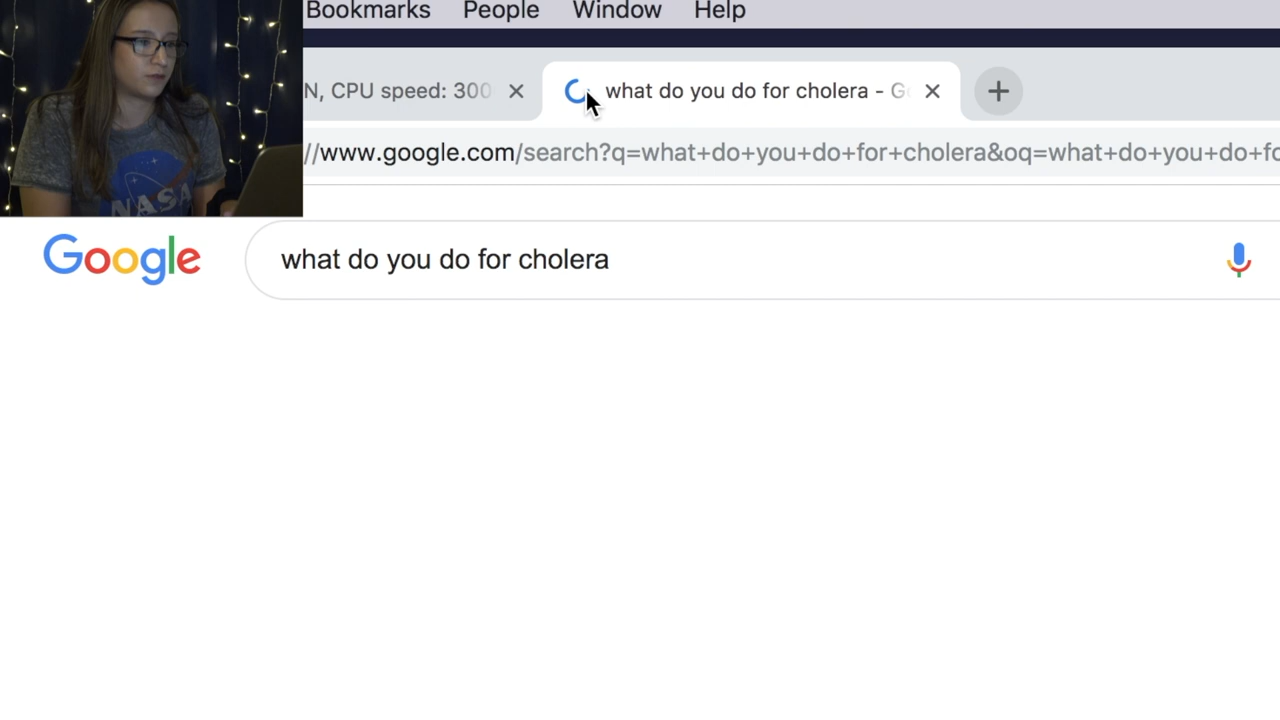 Bookmarks People Window Help
N, CPU speed: 300
what do you do for cholera - G
//www.google.com/search?q=what+do+you+do+for+cholera&oq=what+do+you+do+fo
NASA
Google
what do you do for cholera